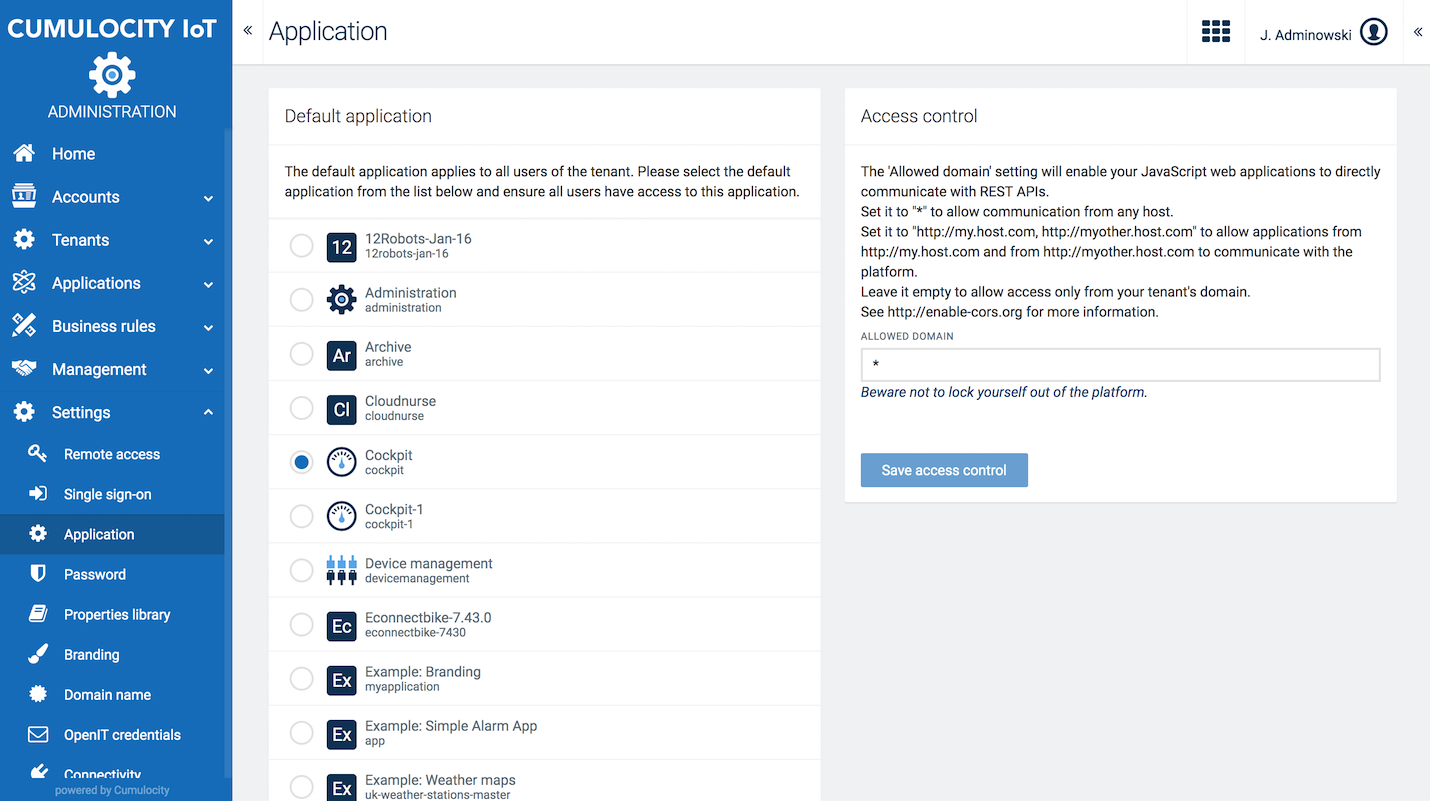 CUMULOCITY IoT
ADMINISTRATION
Home
Accounts
Tenants
Applications
Business rules
Management
Settings
Remote access
Single sign-on
Application
Password
Properties library
Branding
Domain name
OpenIT credentials
Connectivity
powered by Cumulocity
«
Application
J. Adminowski
«
Default application
The default application applies to all users of the tenant. Please select the default
application from the list below and ensure all users have access to this application.
12
12Robots-Jan-16
12robots-jan-16
Administration
administration
Ar
Archive
archive
Cl
Cloudnurse
cloudnurse
Cockpit
cockpit
Cockpit-1
cockpit-1
Device management
devicemanagement
Ec
Econnectbike-7.43.0
econnectbike-7430
Ex
Example: Branding
myapplication
Ex
Example: Simple Alarm App
app
Ex
Example: Weather maps
uk-weather-stations-master
Access control
The 'Allowed domain' setting will enable your JavaScript web applications to directly
communicate with REST APIs.
Set it to "*" to allow communication from any host.
Set it to "http://my.host.com, http://myother.host.com" to allow applications from
http://my.host.com and from http://myother.host.com to communicate with the
platform.
Leave it empty to allow access only from your tenant's domain.
See http://enable-cors.org for more information.
ALLOWED DOMAIN
*
Beware not to lock yourself out of the platform.
Save access control